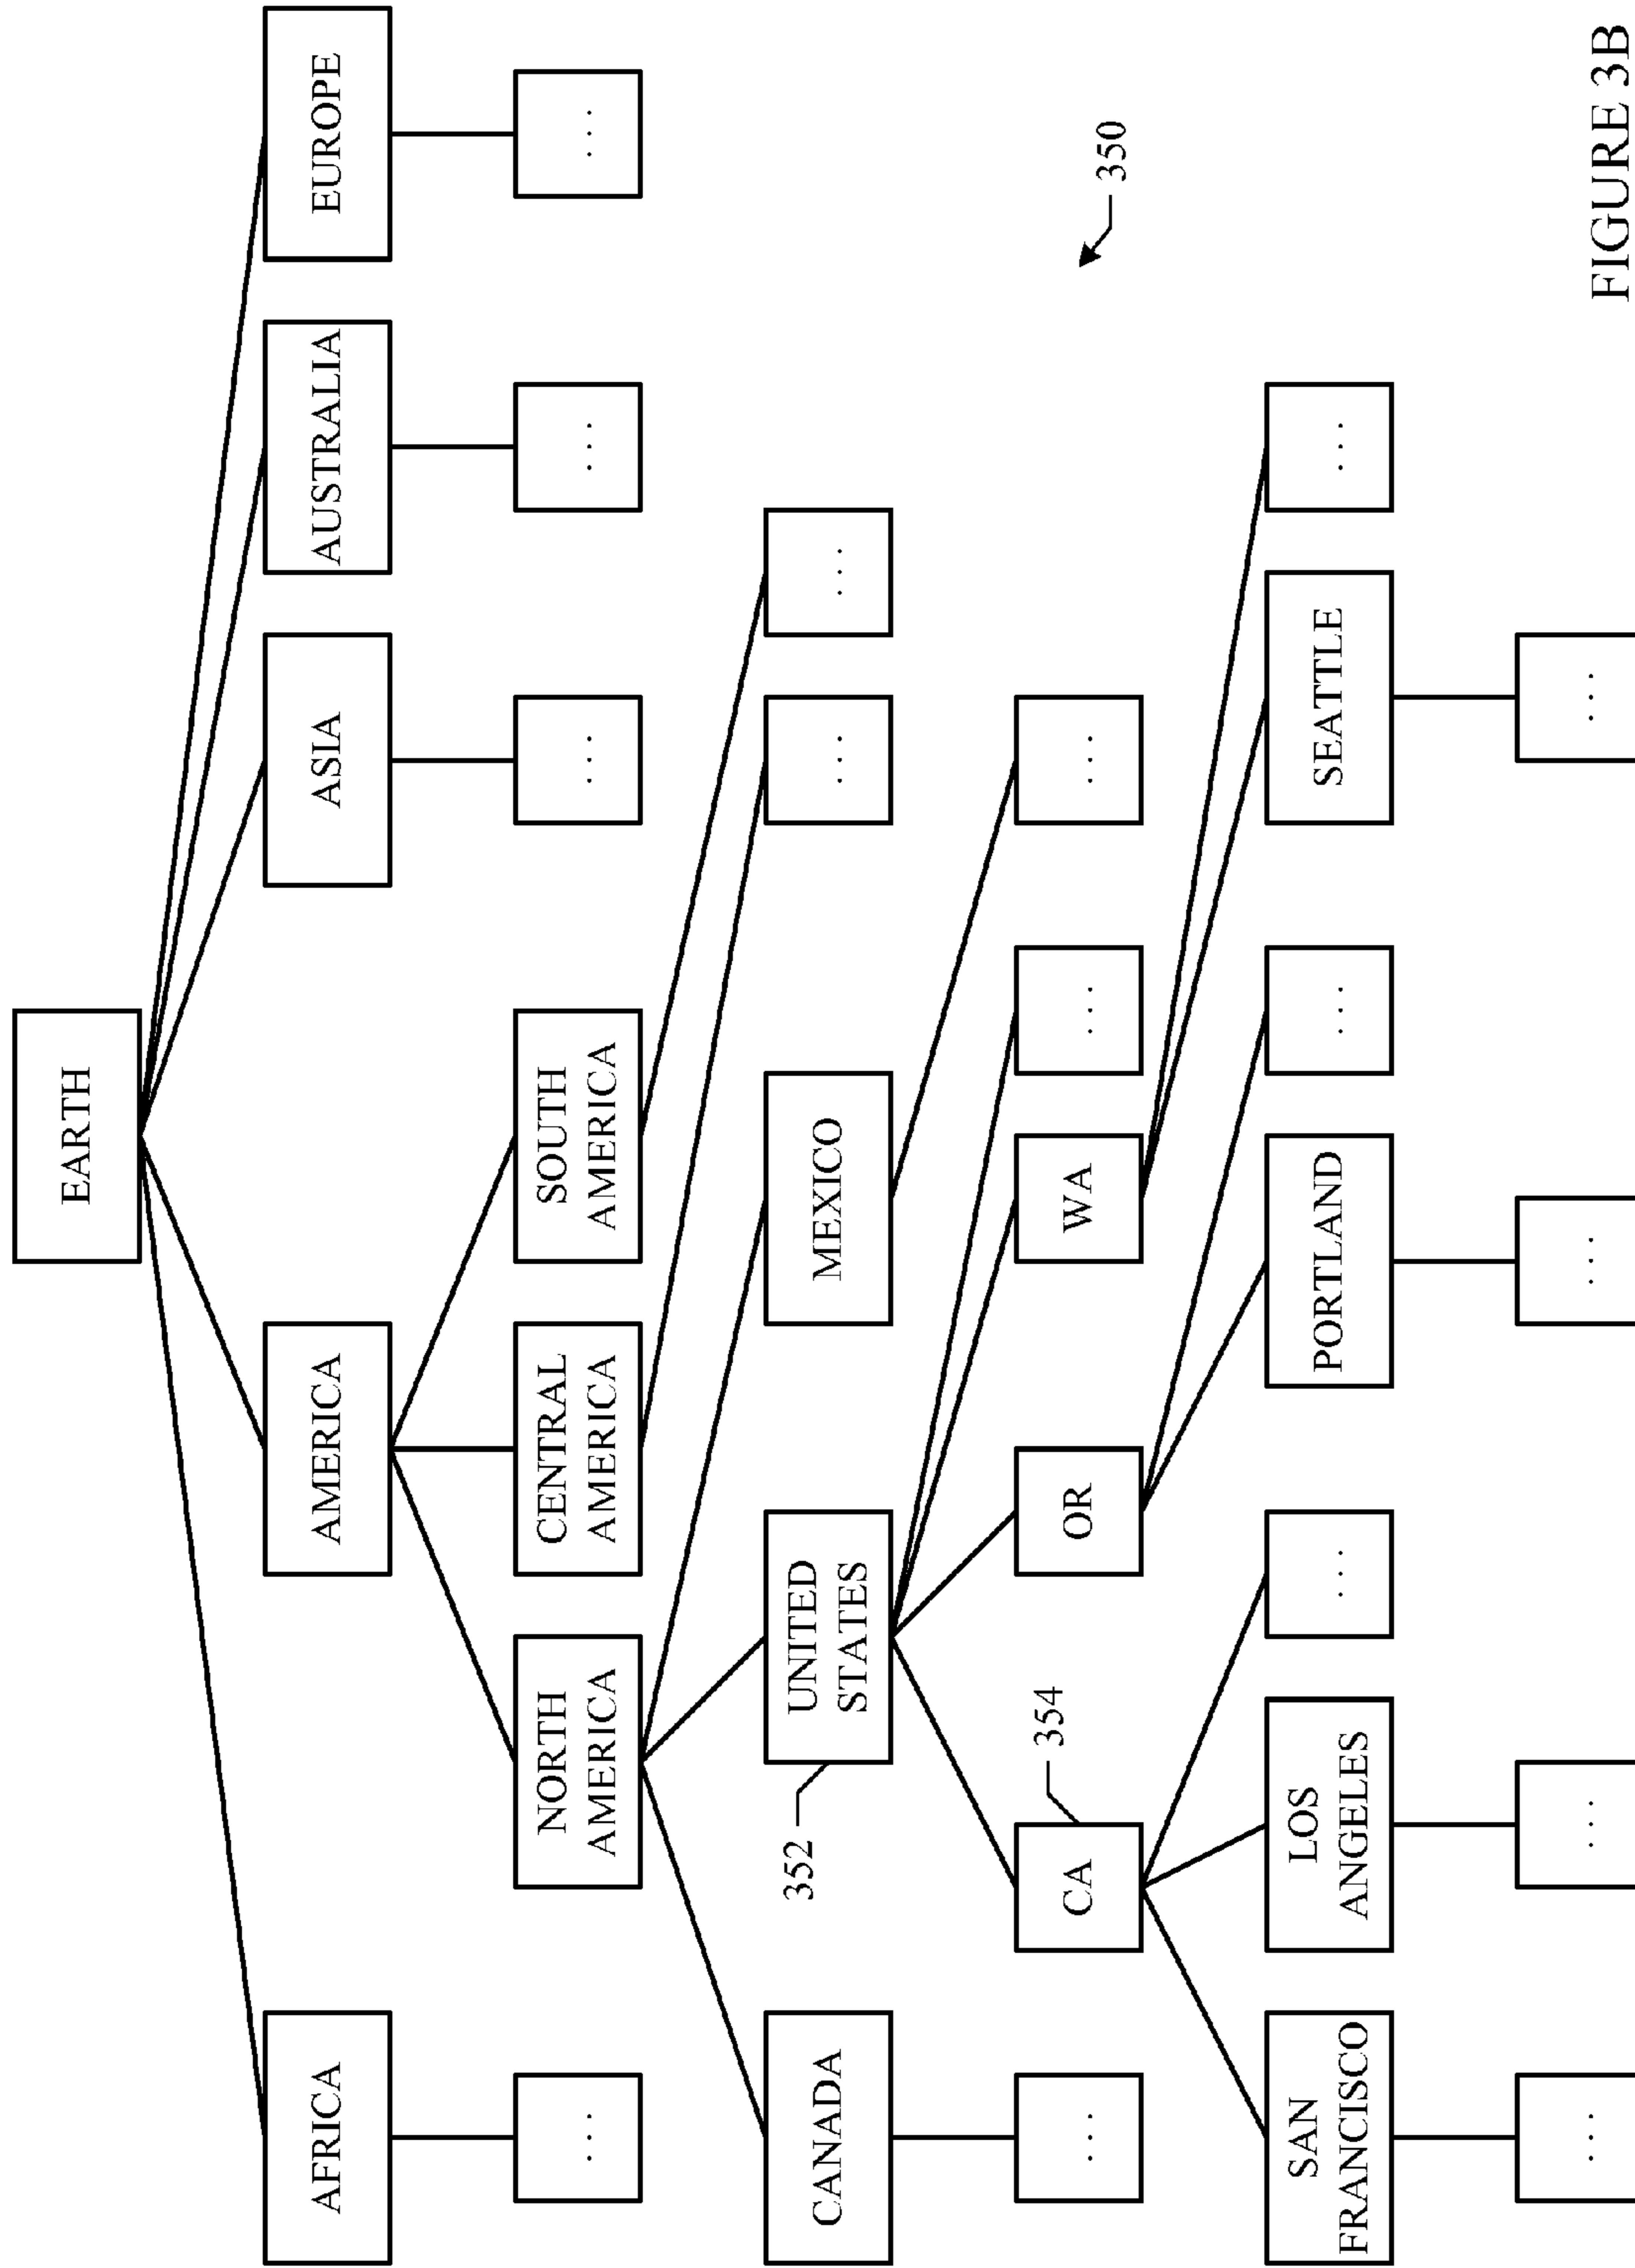 EARTH
AFRICA
AMERICA
ASIA
AUSTRALIA
EUROPE
...
NORTH
AMERICA
CENTRAL
AMERICA
SOUTH
AMERICA
...
...
...
CANADA
352
UNITED
STATES
MEXICO
...
...
...
CA
354
OR
WA
...
...
350
SAN
FRANCISCO
LOS
ANGELES
...
PORTLAND
...
SEATTLE
...
...
...
...
...
FIGURE 3B